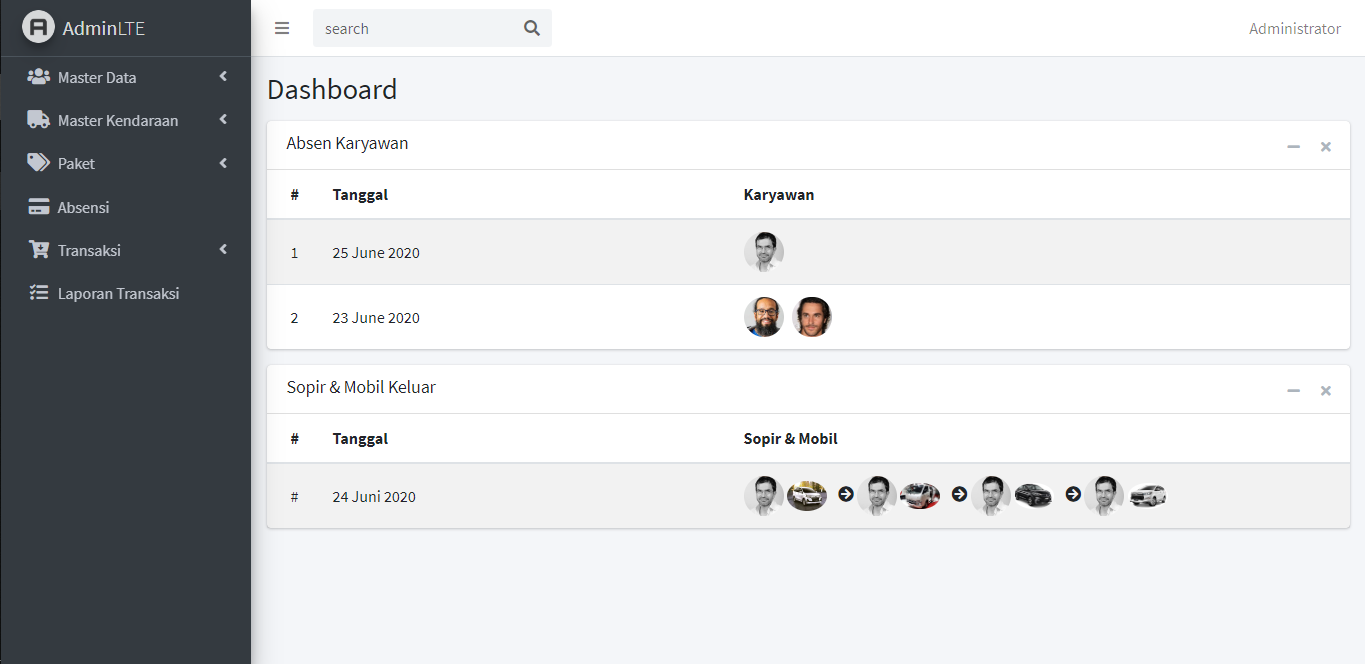 AdminLTE
search
Administrator
Master Data
Master Kendaraan
Paket
Absensi
Transaksi
Laporan Transaksi
Dashboard
Absen Karyawan
# Tanggal Karyawan
1 25 June 2020
2 23 June 2020
Sopir & Mobil Keluar
# Tanggal Sopir & Mobil
# 24 Juni 2020